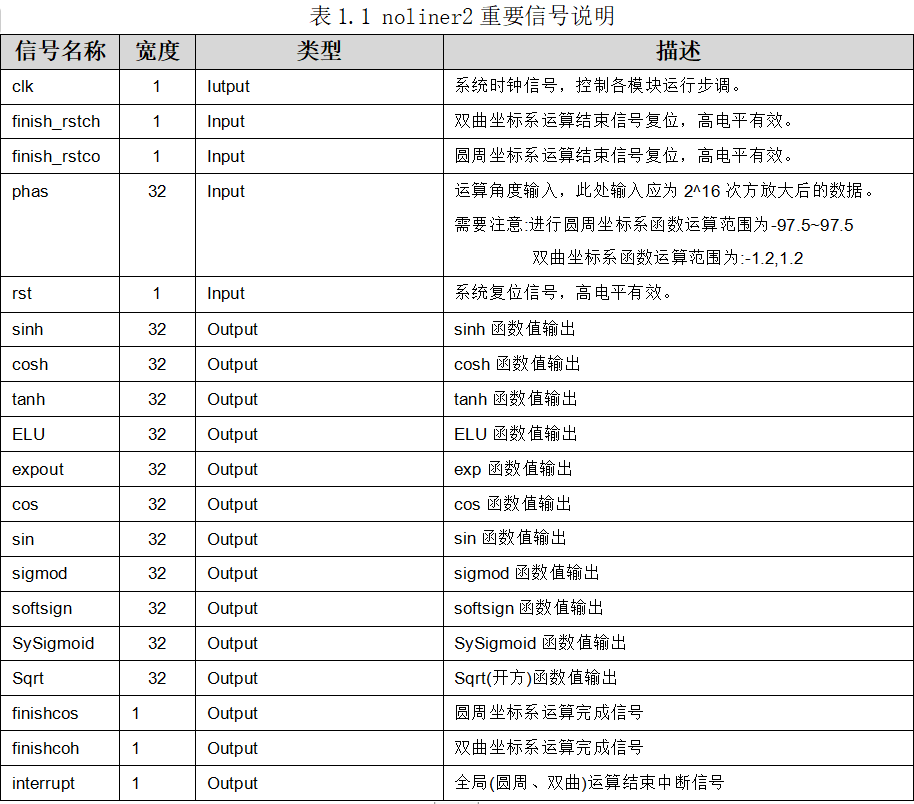 表1.1 noliner2重要信号说明
信号名称 宽度 类型 描述
clk 1 Iutput 系统时钟信号，控制各模块运行步调。
finish_rstch 1 Input 双曲坐标系运算结束信号复位，高电平有效。
finish_rstco 1 Input 圆周坐标系运算结束信号复位，高电平有效。
phas 32 Input 运算角度输入，此处输入应为 2^16 次方放大后的数据。
需要注意:进行圆周坐标系函数运算范围为-97.5~97.5
双曲坐标系函数运算范围为:-1.2,1.2
rst 1 Input 系统复位信号，高电平有效。
sinh 32 Output sinh 函数值输出
cosh 32 Output cosh 函数值输出
tanh 32 Output tanh 函数值输出
ELU 32 Output ELU 函数值输出
expout 32 Output exp 函数值输出
cos 32 Output cos 函数值输出
sin 32 Output sin 函数值输出
sigmod 32 Output sigmod 函数值输出
softsign 32 Output softsign 函数值输出
SySigmoid 32 Output SySigmoid 函数值输出
Sqrt 32 Output Sqrt(开方)函数值输出
finishcos 1 Output 圆周坐标系运算完成信号
finishcoh 1 Output 双曲坐标系运算完成信号
interrupt 1 Output 全局(圆周、双曲)运算结束中断信号